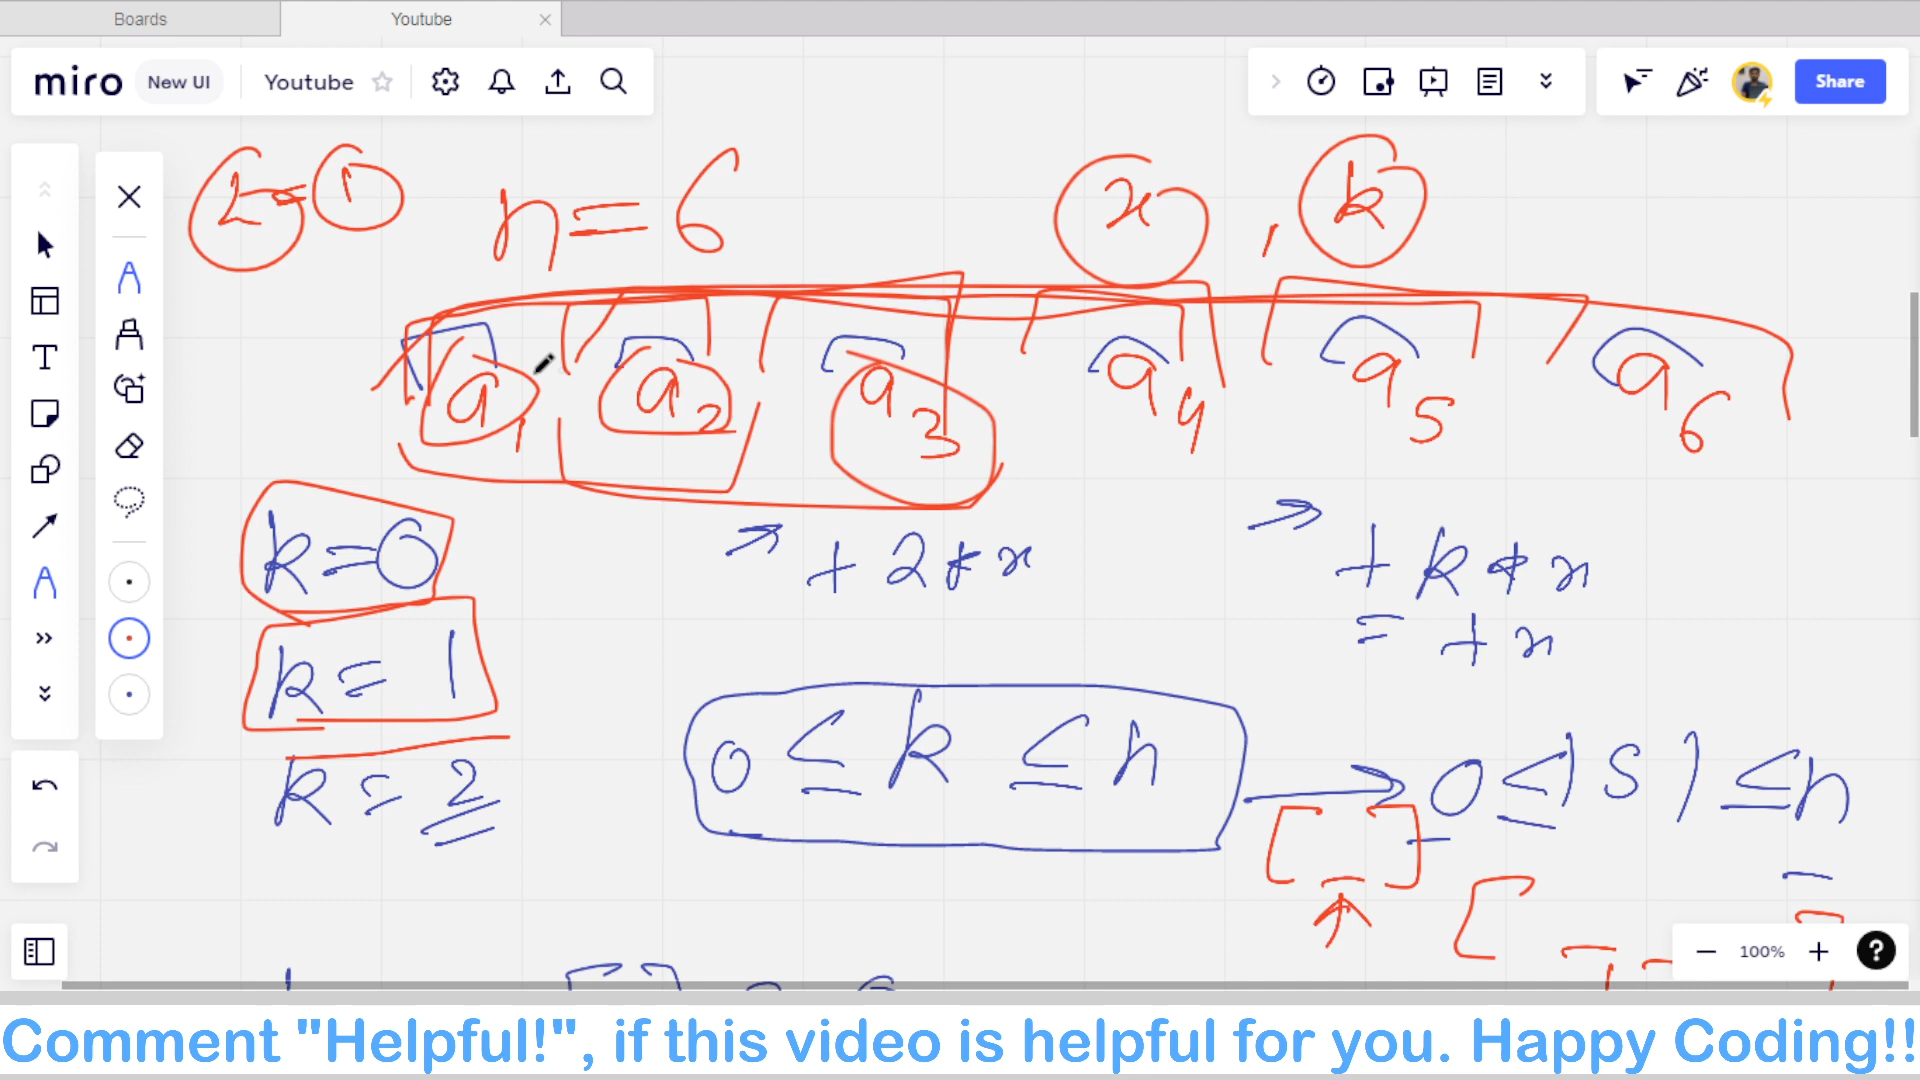 Boards Youtube
miro New UI Youtube Share
n = 6 x , k
a1 a2 a3 a4 a5 a6
k = 0 + 2 * x + k * x
k = 1 = + x
k = 2 0 ≤ k ≤ n → 0 ≤ |S| ≤ n
100%
Comment "Helpful!", if this video is helpful for you. Happy Coding!!